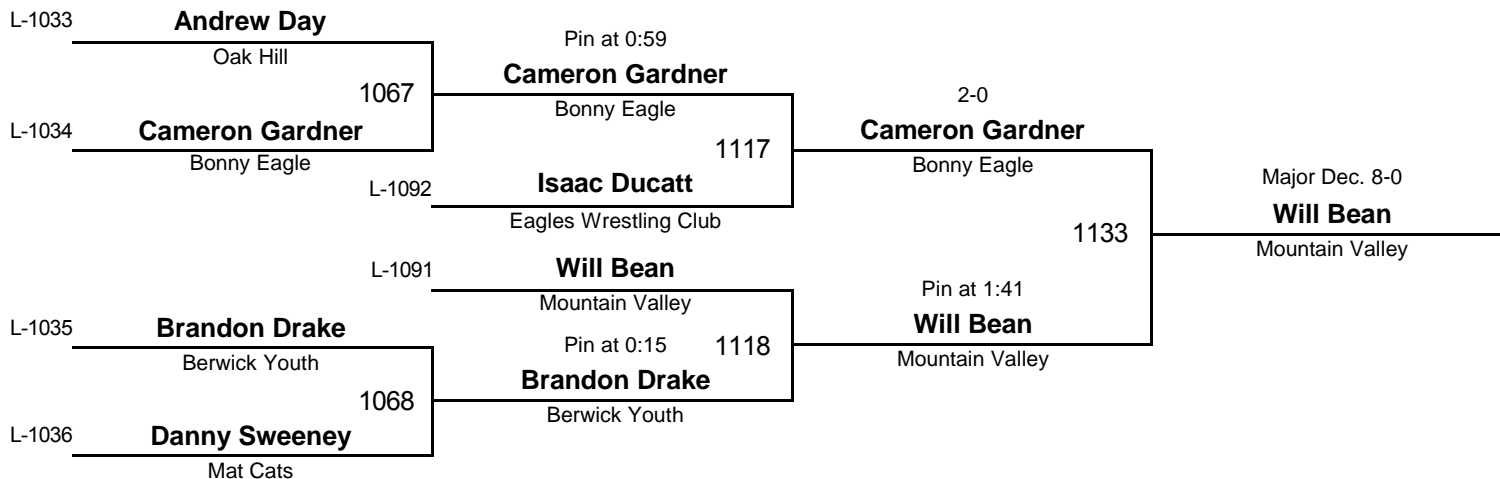 L-1033
Andrew Day
Oak Hill
1067
L-1034
Cameron Gardner
Bonny Eagle
Pin at 0:59
Cameron Gardner
Bonny Eagle
1117
L-1092
Isaac Ducatt
Eagles Wrestling Club
2-0
Cameron Gardner
Bonny Eagle
1133
Major Dec. 8-0
Will Bean
Mountain Valley
L-1091
Will Bean
Mountain Valley
1118
Pin at 1:41
Will Bean
Mountain Valley
L-1035
Brandon Drake
Berwick Youth
1068
Pin at 0:15
Brandon Drake
Berwick Youth
L-1036
Danny Sweeney
Mat Cats